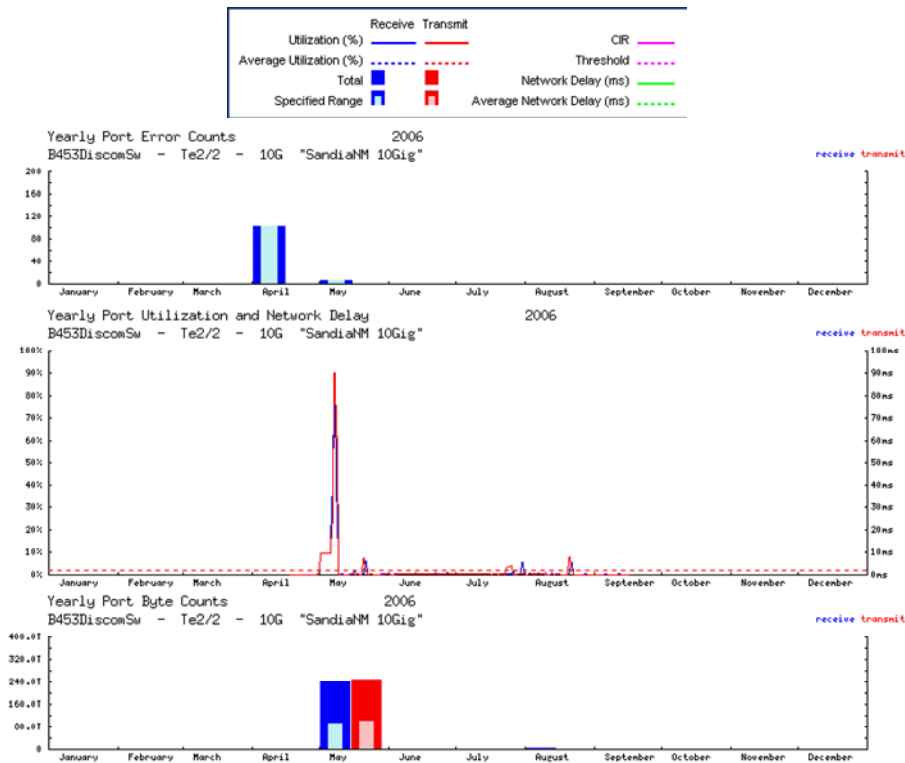 Receive Transmit
Utilization (%) CIR
Average Utilization (%) Threshold
Total Network Delay (ms)
Specified Range Average Network Delay (ms)
Yearly Port Error Counts 2006
B453DiscomSw - Te2/2 - 10G "SandiaNM 10Gig" receive transmit
200
160
120
80
40
0
January February March April May June July August September October November December
Yearly Port Utilization and Network Delay 2006
B453DiscomSw - Te2/2 - 10G "SandiaNM 10Gig" receive transmit
100% 100ms
90% 90ms
80% 80ms
70% 70ms
60% 60ms
50% 50ms
40% 40ms
30% 30ms
20% 20ms
10% 10ms
0% 0ms
January February March April May June July August September October November December
Yearly Port Byte Counts 2006
B453DiscomSw - Te2/2 - 10G "SandiaNM 10Gig" receive transmit
400.0T
320.0T
240.0T
160.0T
80.0T
0
January February March April May June July August September October November December